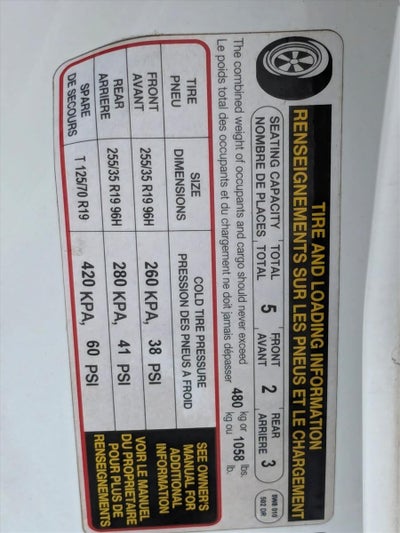 TIRE AND LOADING INFORMATION
RENSEIGNEMENTS SUR LES PNEUS ET LE CHARGEMENT
SEATING CAPACITY TOTAL 5 FRONT 2 REAR 3
NOMBRE DE PLACES TOTAL AVANT ARRIERE
The combined weight of occupants and cargo should never exceed 480 kg or 1058 lbs.
Le poids total des occupants et du chargement ne doit jamais dépasser kg ou lb.
TIRE SIZE COLD TIRE PRESSURE
PNEU DIMENSIONS PRESSION DES PNEUS A FROID
FRONT 255/35 R19 96H 260 KPA, 38 PSI
AVANT
REAR 255/35 R19 96H 280 KPA, 41 PSI
ARRIERE
SPARE T 125/70 R19 420 KPA, 60 PSI
DE SECOURS
SEE OWNER'S
MANUAL FOR
ADDITIONAL
INFORMATION
VOIR LE MANUEL
DU PROPRIETAIRE
POUR PLUS DE
RENSEIGNEMENTS